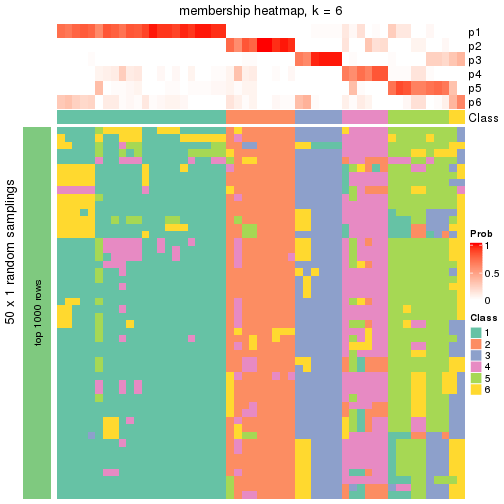 membership heatmap, k = 6
p1
p2
p3
p4
p5
p6
Class
50 x 1 random samplings
top 1000 rows
Prob
1
0.5
0
Class
1
2
3
4
5
6